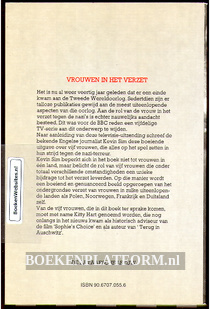 VROUWEN IN HET VERZET
Het is nu al weer veertig jaar geleden dat er een einde
kwam aan de Tweede Wereldoorlog. Sedertdien zijn er
talloze publikaties gewijd aan de meest uiteenlopende
aspecten van die oorlog. Aan de rol van de vrouw in het
verzet tegen de nazi's is echter nauwelijks aandacht
besteed. Dit was voor de BBC reden een vijfdelige
TV-serie aan dit onderwerp te wijden.
Naar aanleiding van deze televisie-uitzending schreef de
bekende Engelse journalist Kevin Sim deze boeiende
uitgave over vijf vrouwen, die alles op het spel zetten in
hun strijd tegen de nazi-terreur.
Kevin Sim beperkt zich in het boek niet tot vrouwen in
een land, maar belicht de rol van vijf vrouwen die onder
totaal verschillende omstandigheden een unieke
bijdrage tot het verzet leverden. Op die manier wordt
een boeiend en genuanceerd beeld opgeroepen van het
ondergrondse verzet van vrouwen in millieus in uiteenlopen-
de landen als Polen, Noorwegen, Frankrijk en Duitsland
zelf.
Van die vijf vrouwen, die in dit boek ter sprake komen,
moet met name Kitty Hart genoemd worden, die nog
onlangs in het nieuws kwam als historisch adviseur van
de film 'Sophie's Choice' en als auteur van 'Terug in
Auschwitz'.
BOEKENPLATFORM.NL
ISBN 90.6707.055.6
BoekenWebsites.nl